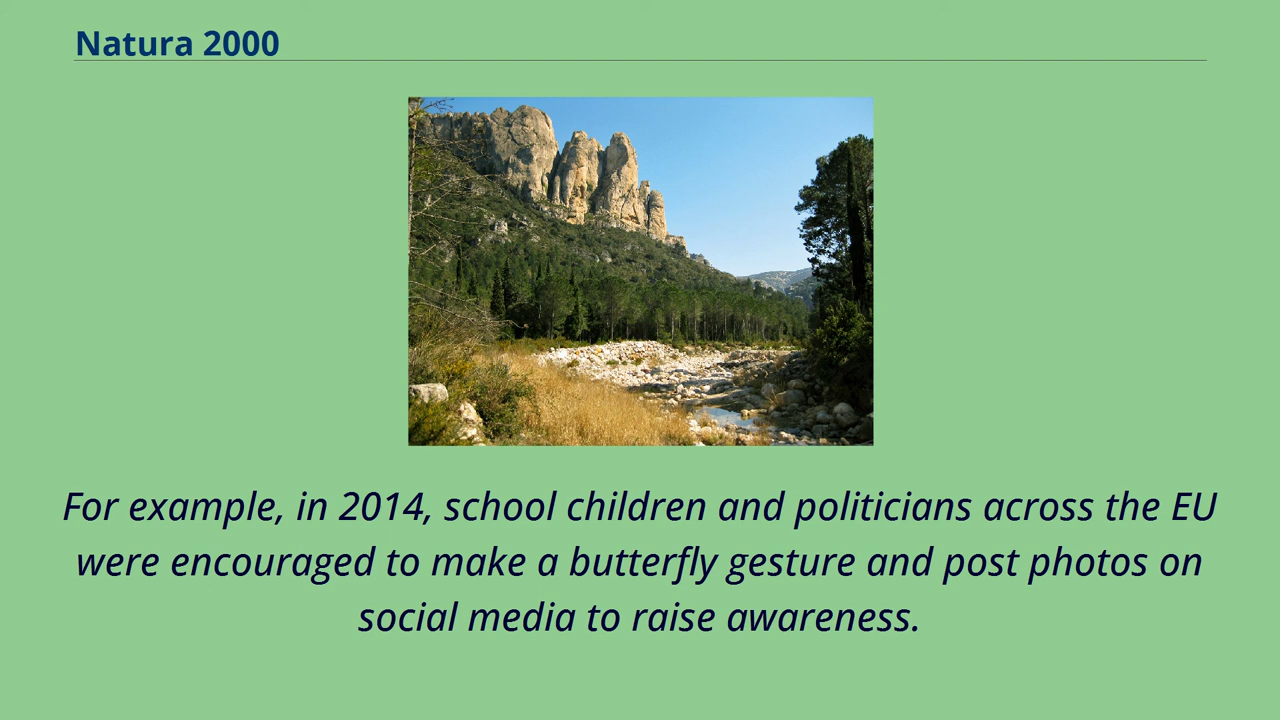 Natura 2000
For example, in 2014, school children and politicians across the EU
were encouraged to make a butterfly gesture and post photos on
social media to raise awareness.